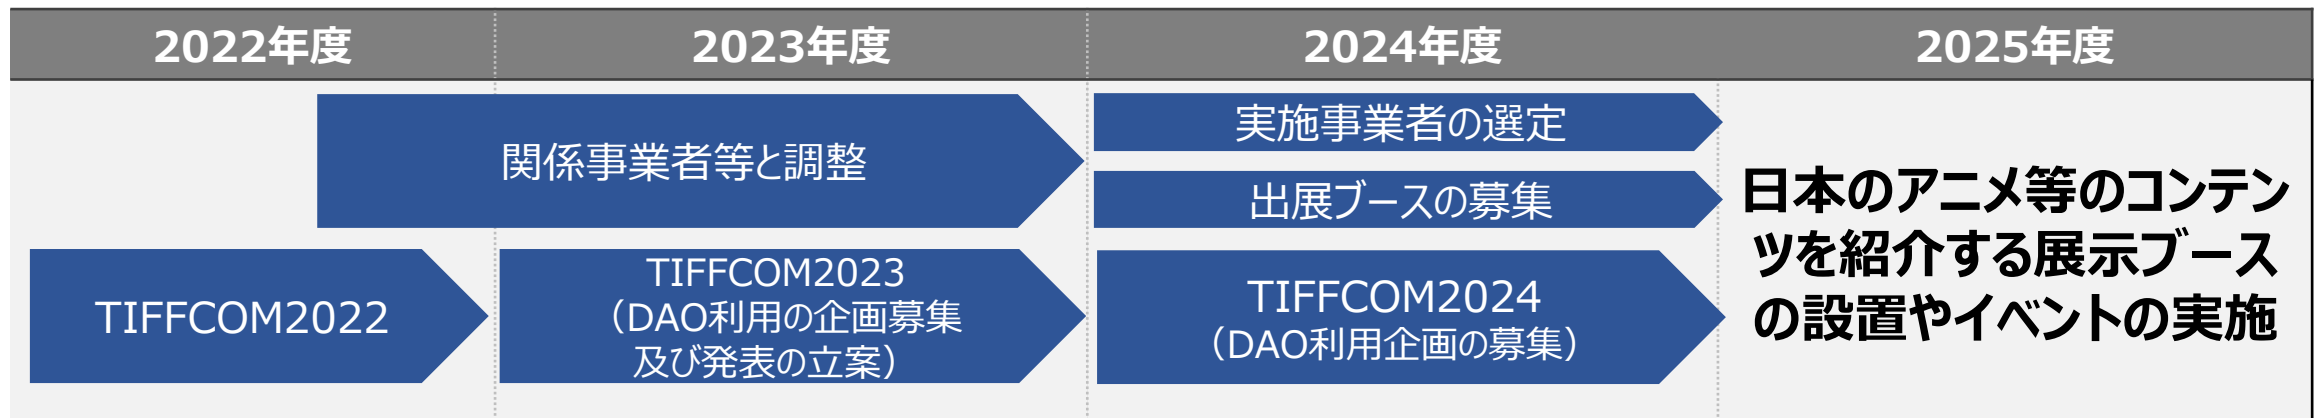 2022年度
2023年度
2024年度
2025年度
関係事業者等と調整
実施事業者の選定
出展ブースの募集
TIFFCOM2022
TIFFCOM2023
（DAO利用の企画募集
及び発表の立案）
TIFFCOM2024
（DAO利用企画の募集）
日本のアニメ等のコンテン
ツを紹介する展示ブース
の設置やイベントの実施